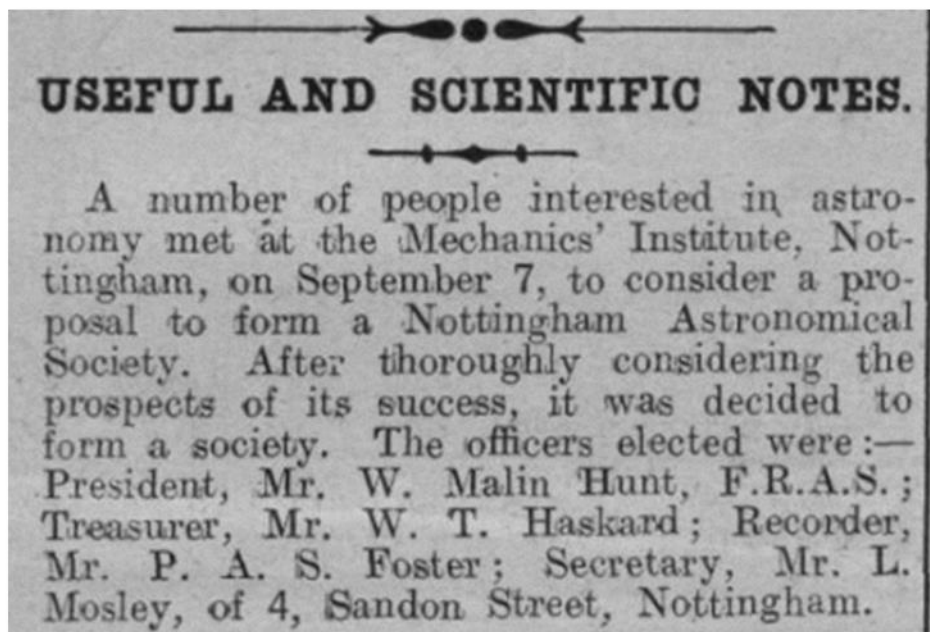 USEFUL AND SCIENTIFIC NOTES.
A number of people interested in astro-
nomy met at the Mechanics' Institute, Not-
tingham, on September 7, to consider a pro-
posal to form a Nottingham Astronomical
Society. After thoroughly considering the
prospects of its success, it was decided to
form a society. The officers elected were:—
President, Mr. W. Malin Hunt, F.R.A.S.;
Treasurer, Mr. W. T. Haskard; Recorder,
Mr. P. A. S. Foster; Secretary, Mr. L.
Mosley, of 4, Sandon Street, Nottingham.